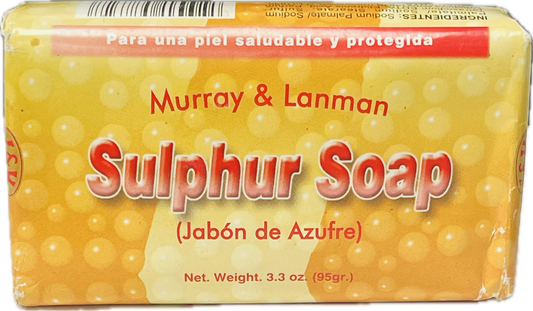 INGREDIENTES: Sodium Palmate, Sodium
Para una piel saludable y protegida
Murray & Lanman
Sulphur Soap
(Jabón de Azufre)
Net. Weight. 3.3 oz. (95gr.)